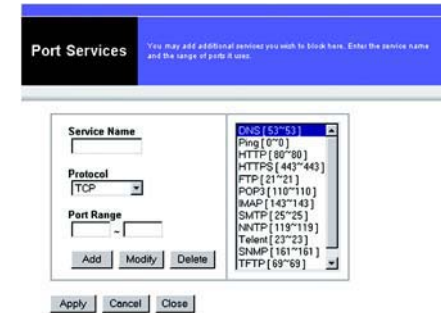 Port Services
You may add additional services you wish to block here. Enter the service name
and the range of ports it uses.
Service Name
Protocol
TCP
Port Range
~
Add Modify Delete
DNS [ 53~53 ]
Ping [ 0~0 ]
HTTP [ 80~80 ]
HTTPS [ 443~443 ]
FTP [ 21~21 ]
POP3 [ 110~110 ]
IMAP [ 143~143 ]
SMTP [ 25~25 ]
NNTP [ 119~119 ]
Telent [ 23~23 ]
SNMP [ 161~161 ]
TFTP [ 69~69 ]
Apply Cancel Close